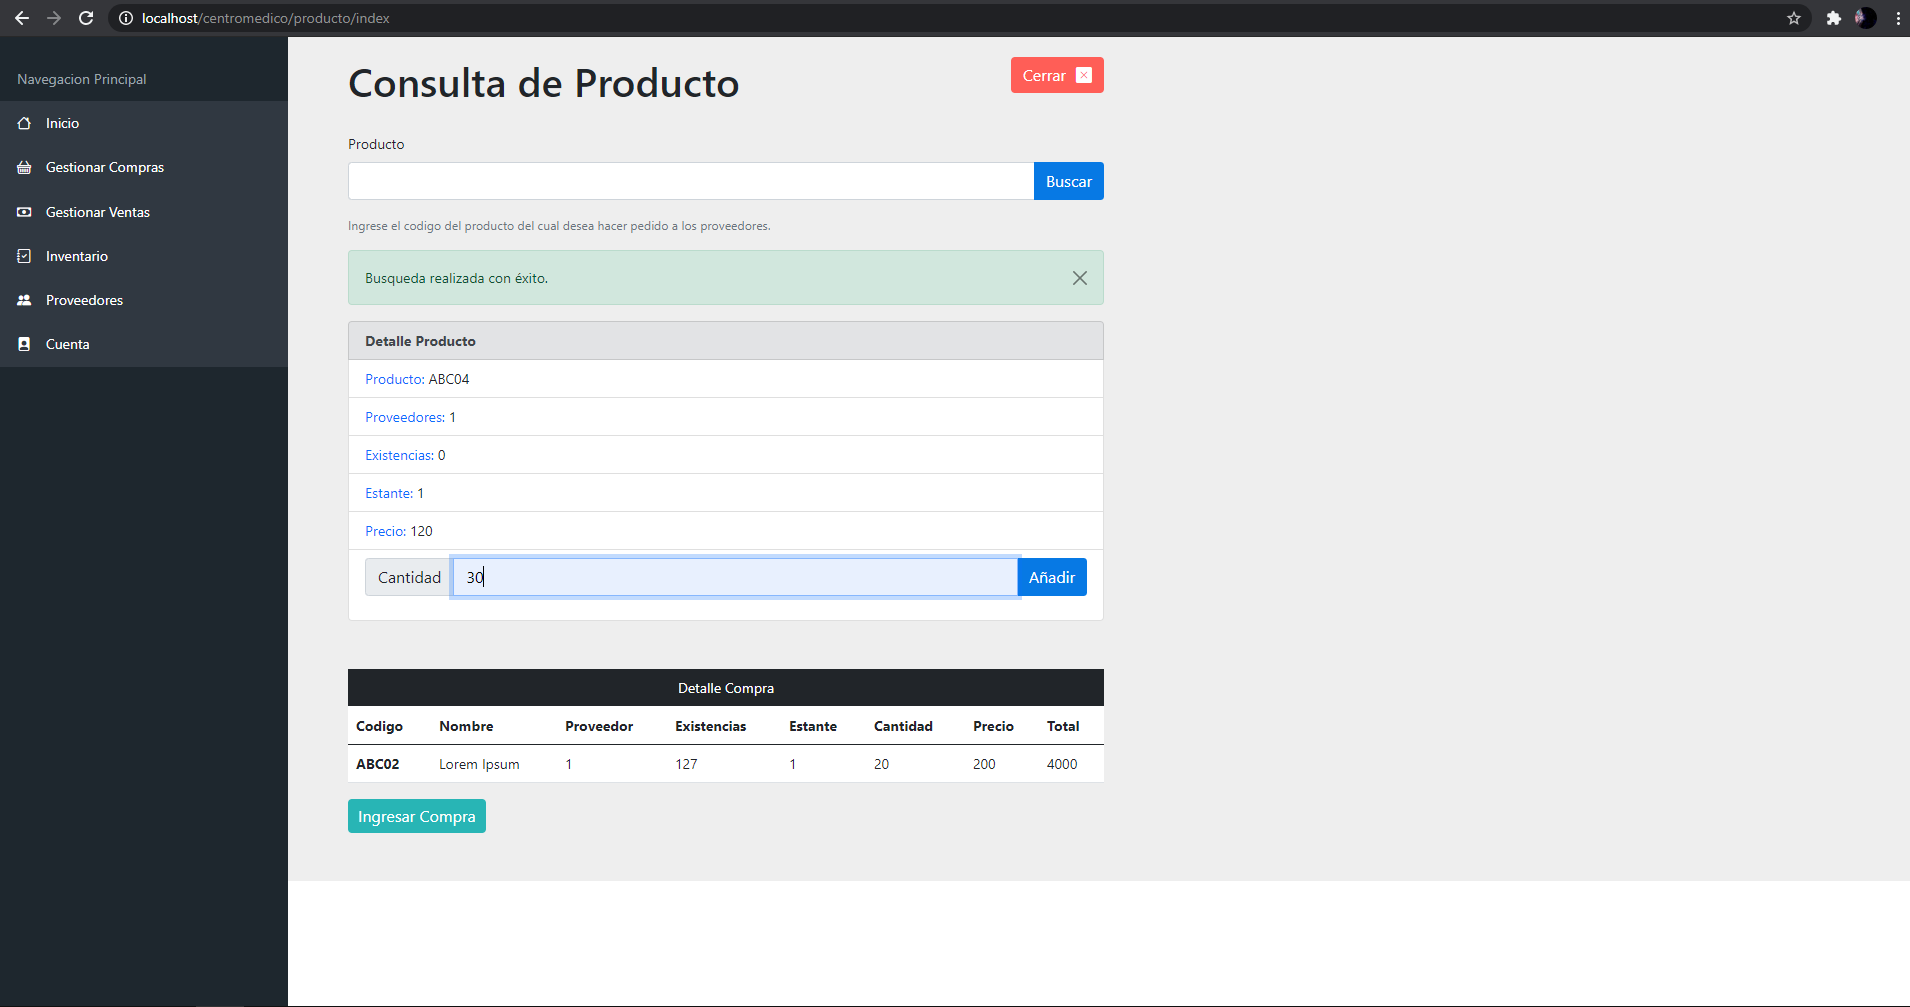 localhost/centromedico/producto/index
Navegacion Principal
Inicio
Gestionar Compras
Gestionar Ventas
Inventario
Proveedores
Cuenta
Consulta de Producto
Cerrar
Producto
Buscar
Ingrese el codigo del producto del cual desea hacer pedido a los proveedores.
Busqueda realizada con éxito.
Detalle Producto
Producto: ABC04
Proveedores: 1
Existencias: 0
Estante: 1
Precio: 120
Cantidad 30 Añadir
Detalle Compra
Codigo Nombre Proveedor Existencias Estante Cantidad Precio Total
ABC02 Lorem Ipsum 1 127 1 20 200 4000
Ingresar Compra